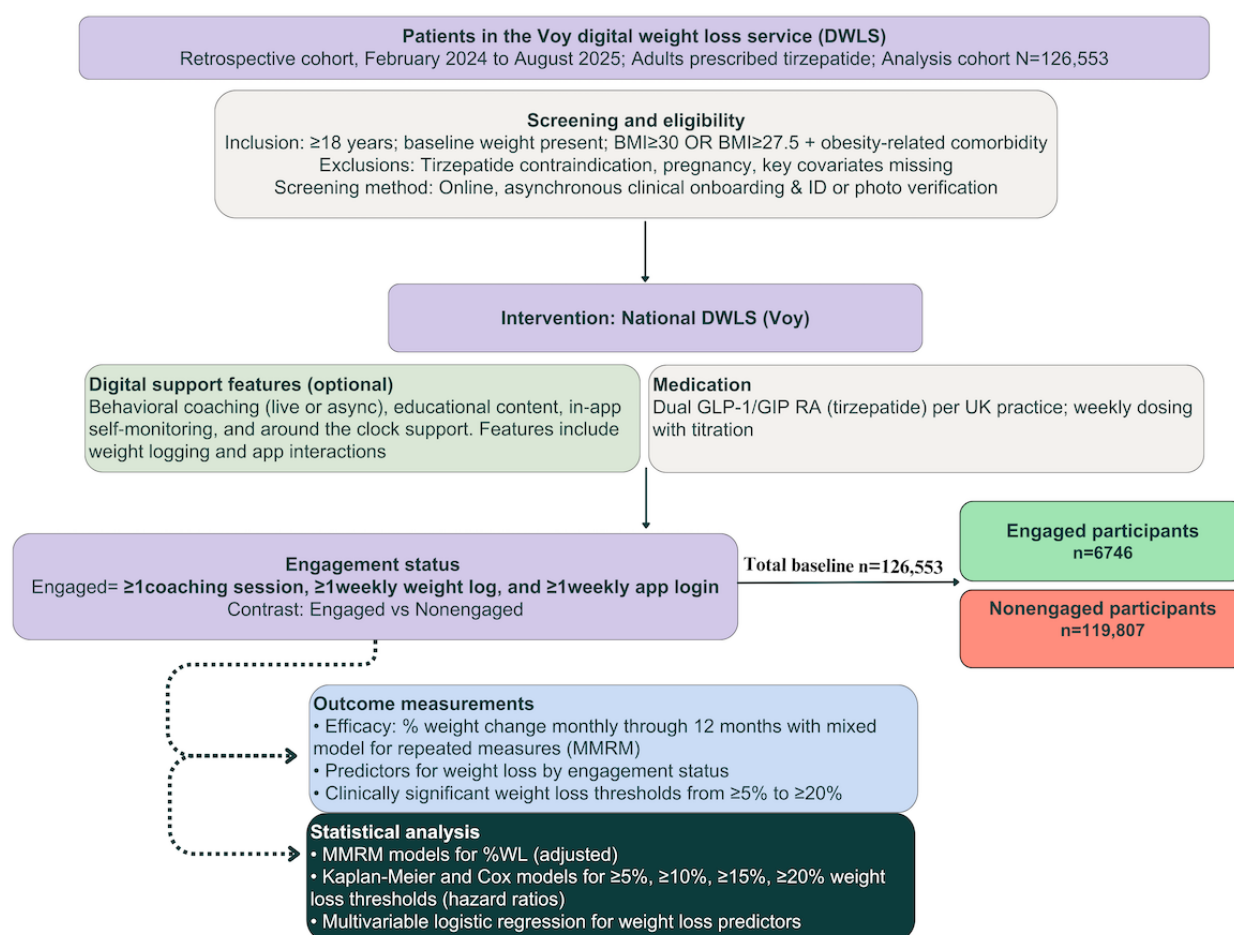 Patients in the Voy digital weight loss service (DWLS)
Retrospective cohort, February 2024 to August 2025; Adults prescribed tirzepatide; Analysis cohort N=126,553
Screening and eligibility
Inclusion: ≥18 years; baseline weight present; BMI≥30 OR BMI≥27.5 + obesity-related comorbidity
Exclusions: Tirzepatide contraindication, pregnancy, key covariates missing
Screening method: Online, asynchronous clinical onboarding & ID or photo verification
Intervention: National DWLS (Voy)
Digital support features (optional)
Behavioral coaching (live or async), educational content, in-app
self-monitoring, and around the clock support. Features include
weight logging and app interactions
Medication
Dual GLP-1/GIP RA (tirzepatide) per UK practice; weekly dosing
with titration
Engagement status
Engaged= ≥1coaching session, ≥1weekly weight log, and ≥1weekly app login
Contrast: Engaged vs Nonengaged
Total baseline n=126,553
Engaged participants
n=6746
Nonengaged participants
n=119,807
Outcome measurements
• Efficacy: % weight change monthly through 12 months with mixed
model for repeated measures (MMRM)
• Predictors for weight loss by engagement status
• Clinically significant weight loss thresholds from ≥5% to ≥20%
Statistical analysis
• MMRM models for %WL (adjusted)
• Kaplan-Meier and Cox models for ≥5%, ≥10%, ≥15%, ≥20% weight
loss thresholds (hazard ratios)
• Multivariable logistic regression for weight loss predictors